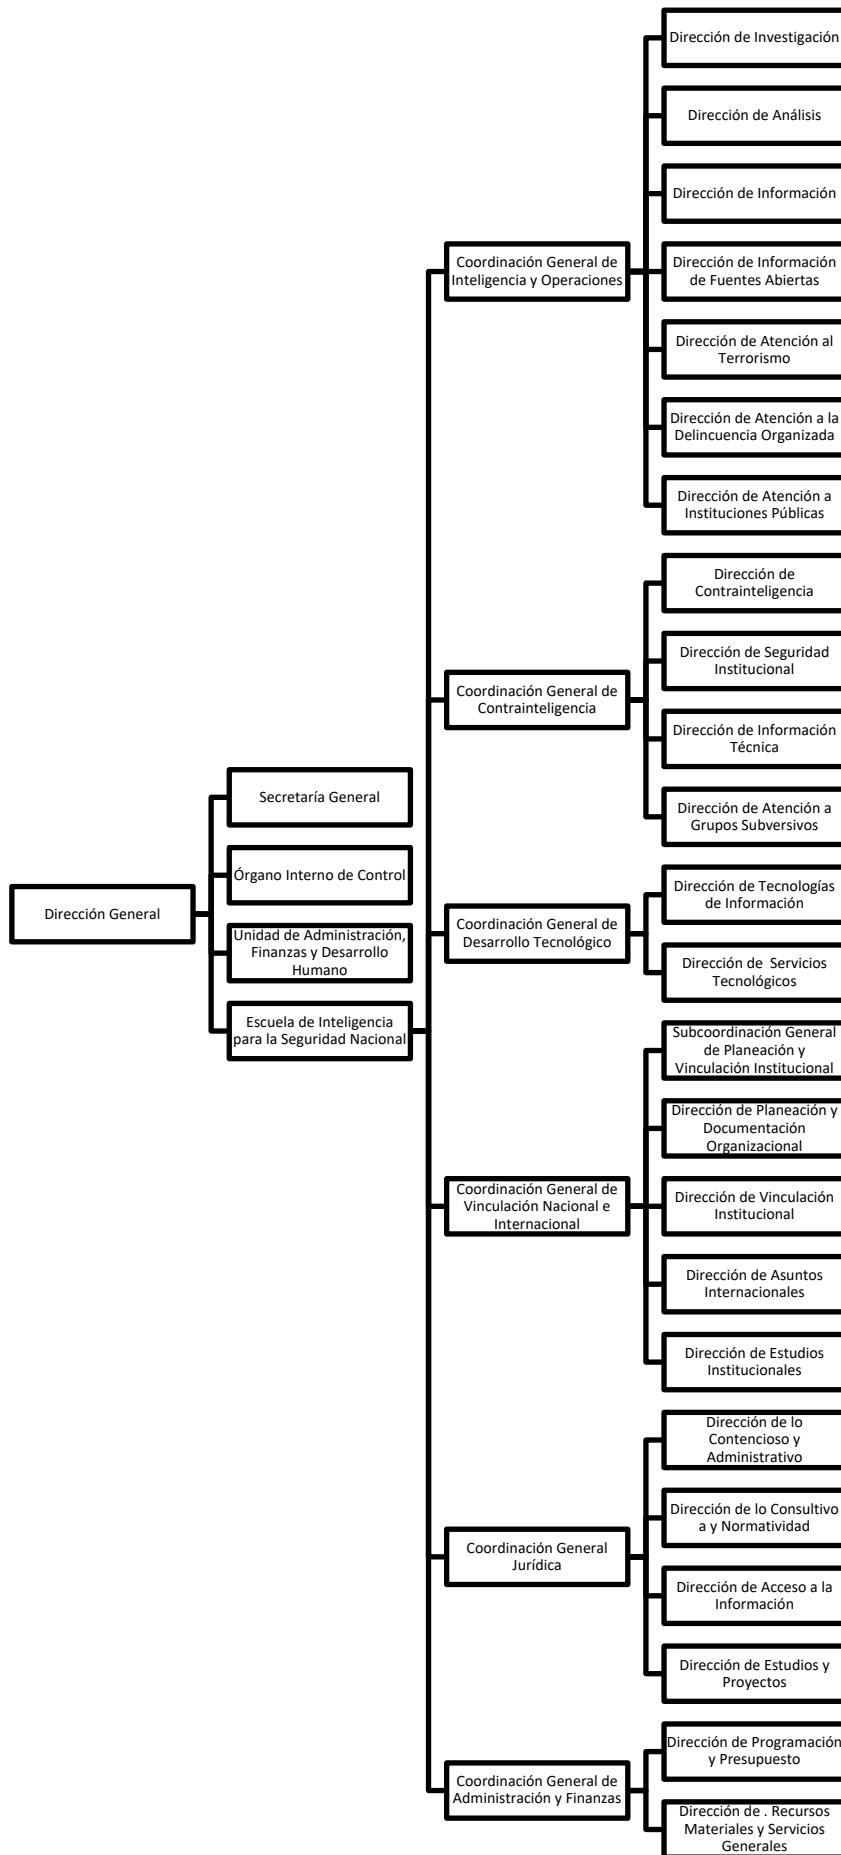 Dirección General
Secretaría General
Órgano Interno de Control
Unidad de Administración,
Finanzas y Desarrollo
Humano
Escuela de Inteligencia
para la Seguridad Nacional
Coordinación General de
Inteligencia y Operaciones
Dirección de Investigación
Dirección de Análisis
Dirección de Información
Dirección de Información
de Fuentes Abiertas
Dirección de Atención al
Terrorismo
Dirección de Atención a la
Delincuencia Organizada
Dirección de Atención a
Instituciones Públicas
Coordinación General de
Contrainteligencia
Dirección de
Contrainteligencia
Dirección de Seguridad
Institucional
Dirección de Información
Técnica
Dirección de Atención a
Grupos Subversivos
Coordinación General de
Desarrollo Tecnológico
Dirección de Tecnologías
de Información
Dirección de  Servicios
Tecnológicos
Coordinación General de
Vinculación Nacional e
Internacional
Subcoordinación General
de Planeación y
Vinculación Institucional
Dirección de Planeación y
Documentación
Organizacional
Dirección de Vinculación
Institucional
Dirección de Asuntos
Internacionales
Dirección de Estudios
Institucionales
Coordinación General
Jurídica
Dirección de lo
Contencioso y
Administrativo
Dirección de lo Consultivo
a y Normatividad
Dirección de Acceso a la
Información
Dirección de Estudios y
Proyectos
Coordinación General de
Administración y Finanzas
Dirección de Programación
y Presupuesto
Dirección de . Recursos
Materiales y Servicios
Generales